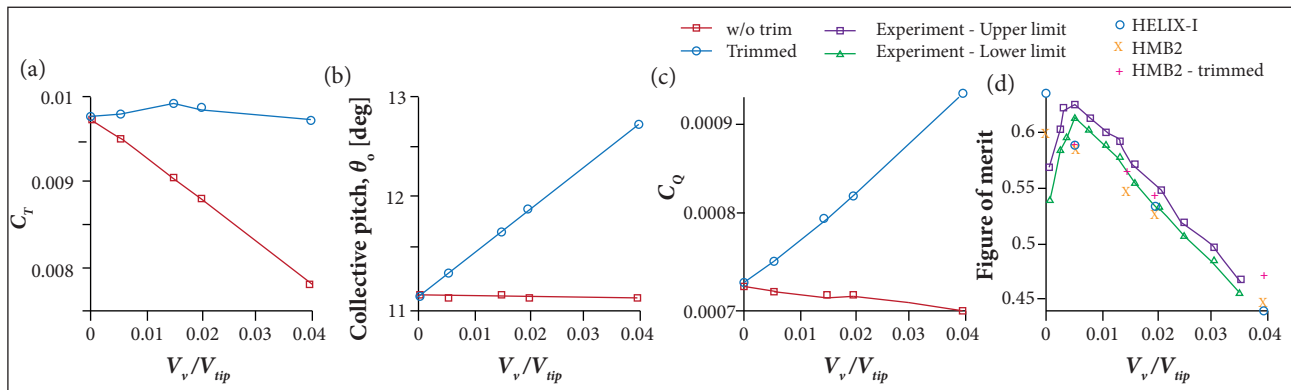 w/o trim
Trimmed
Experiment - Upper limit
Experiment - Lower limit
HELIX-I
HMB2
HMB2 - trimmed
(a)
0.01
0.009
0.008
C_T
0 0.01 0.02 0.03 0.04
V_v/V_tip
(b)
13
12
11
Collective pitch, θ_o [deg]
0 0.01 0.02 0.03 0.04
V_v/V_tip
(c)
0.0009
0.0008
0.0007
C_Q
0 0.01 0.02 0.03 0.04
V_v/V_tip
(d)
0.6
0.55
0.5
0.45
Figure of merit
0 0.01 0.02 0.03 0.04
V_v/V_tip